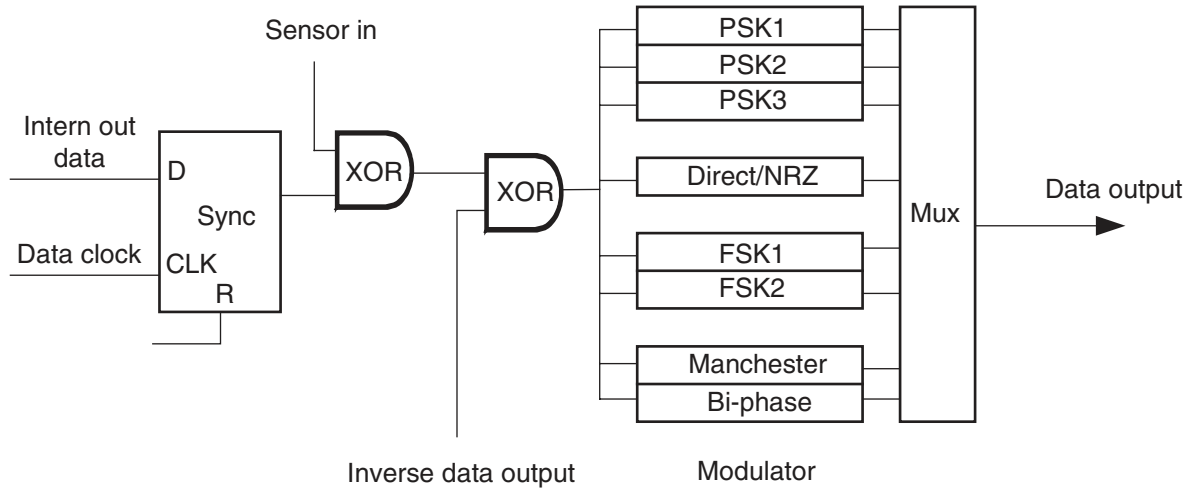 Sensor in
Intern out
data
D
Sync
Data clock
CLK
R
XOR
XOR
Inverse data output
PSK1
PSK2
PSK3
Direct/NRZ
FSK1
FSK2
Manchester
Bi-phase
Modulator
Mux
Data output